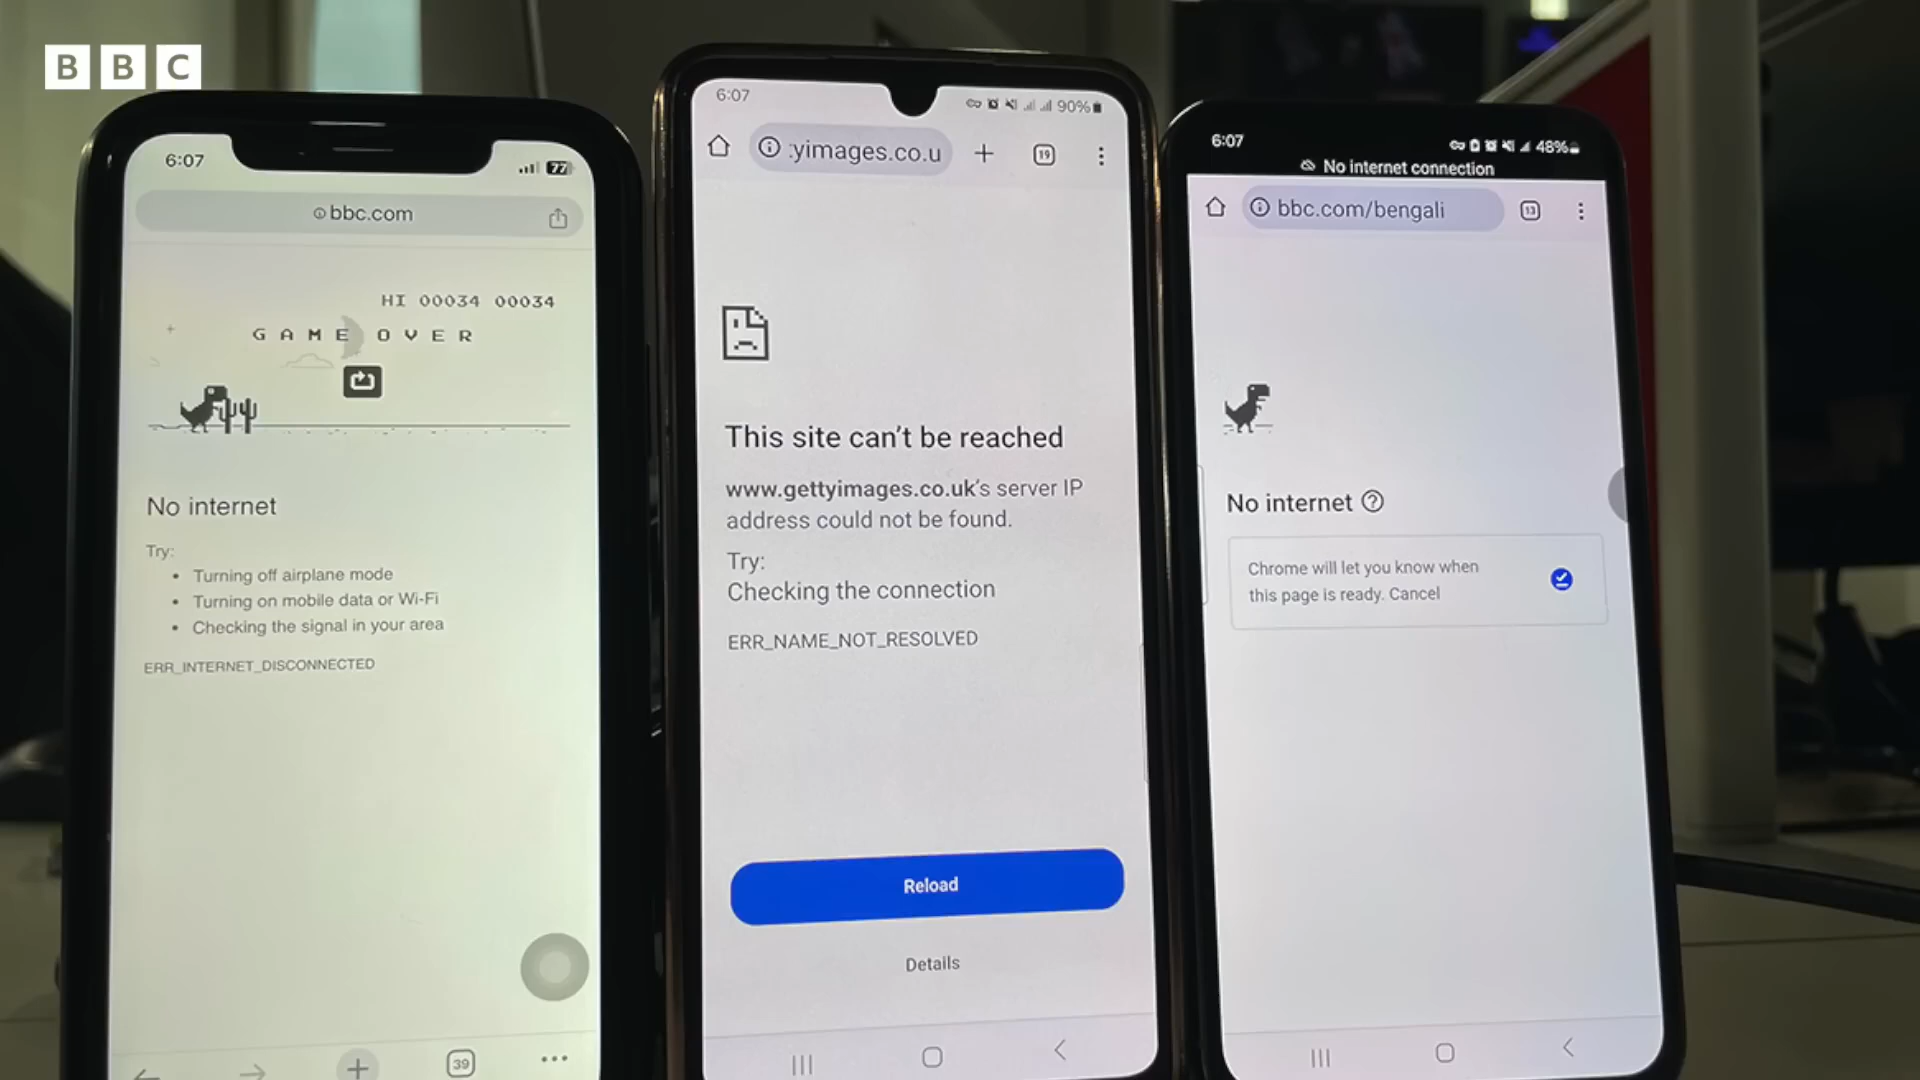 BBC
6:07
77
bbc.com
HI 00034 00034
GAME OVER
No internet
Try:
• Turning off airplane mode
• Turning on mobile data or Wi-Fi
• Checking the signal in your area
ERR_INTERNET_DISCONNECTED
39
6:07
90%
:yimages.co.u
19
This site can't be reached
www.gettyimages.co.uk's server IP
address could not be found.
Try:
Checking the connection
ERR_NAME_NOT_RESOLVED
Reload
Details
6:07
48%
No internet connection
bbc.com/bengali
13
No internet
Chrome will let you know when
this page is ready. Cancel